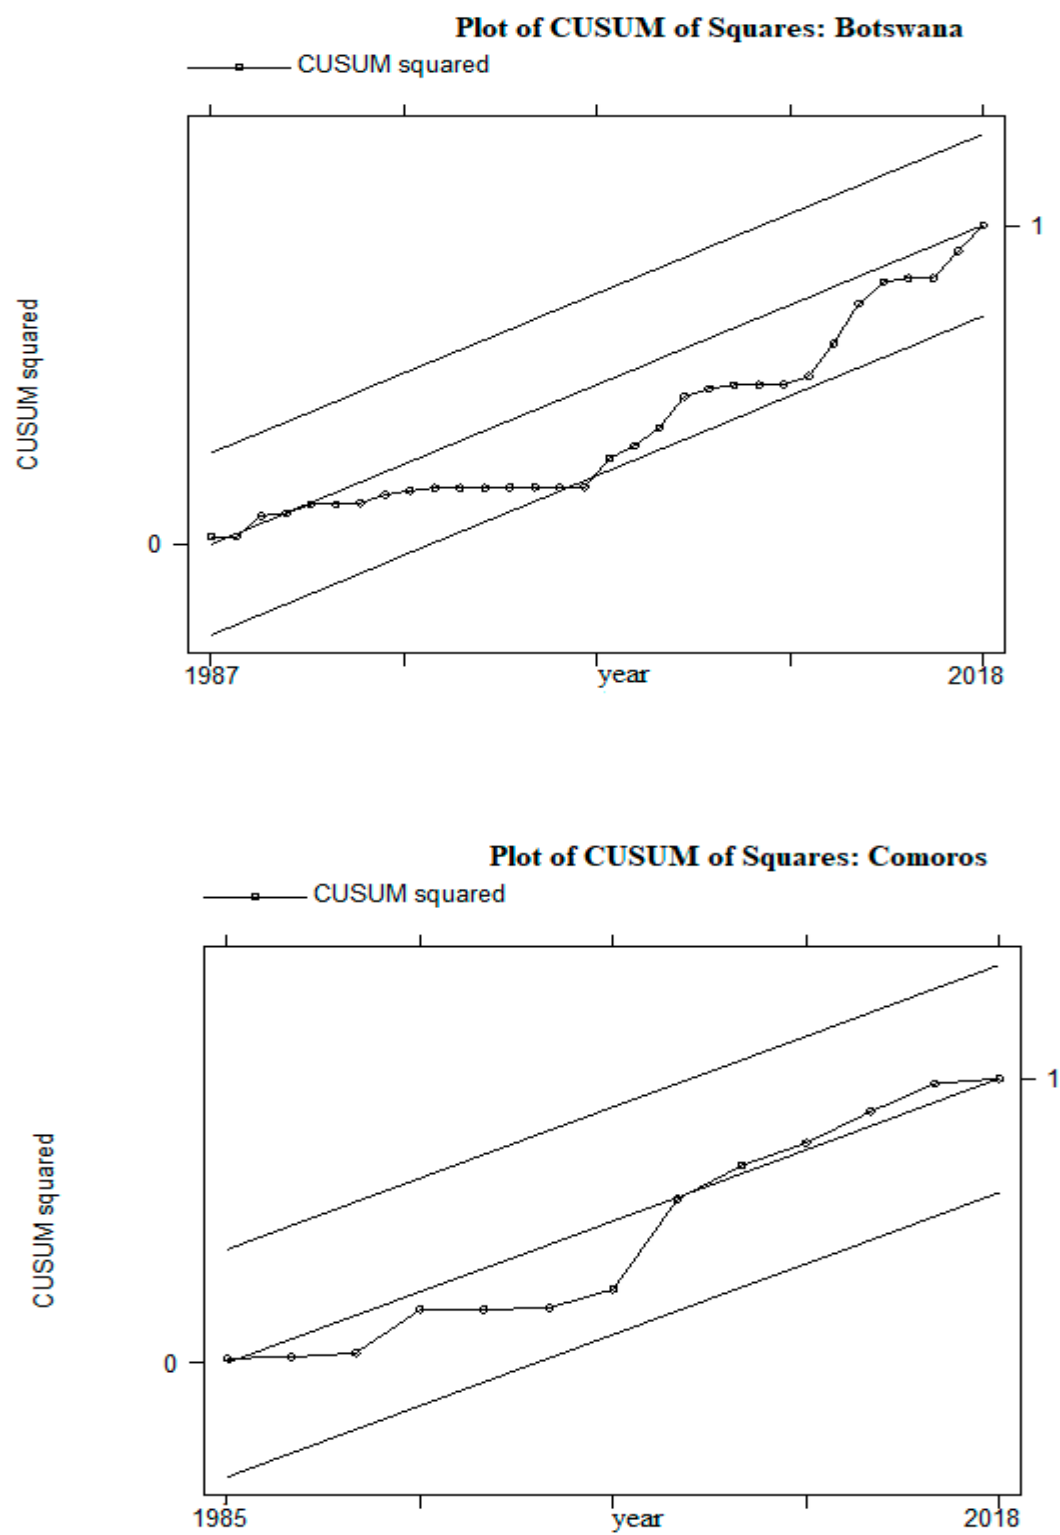 Plot of CUSUM of Squares: Botswana
CUSUM squared
CUSUM squared
1
0
1987
year
2018
Plot of CUSUM of Squares: Comoros
CUSUM squared
CUSUM squared
1
0
1985
year
2018